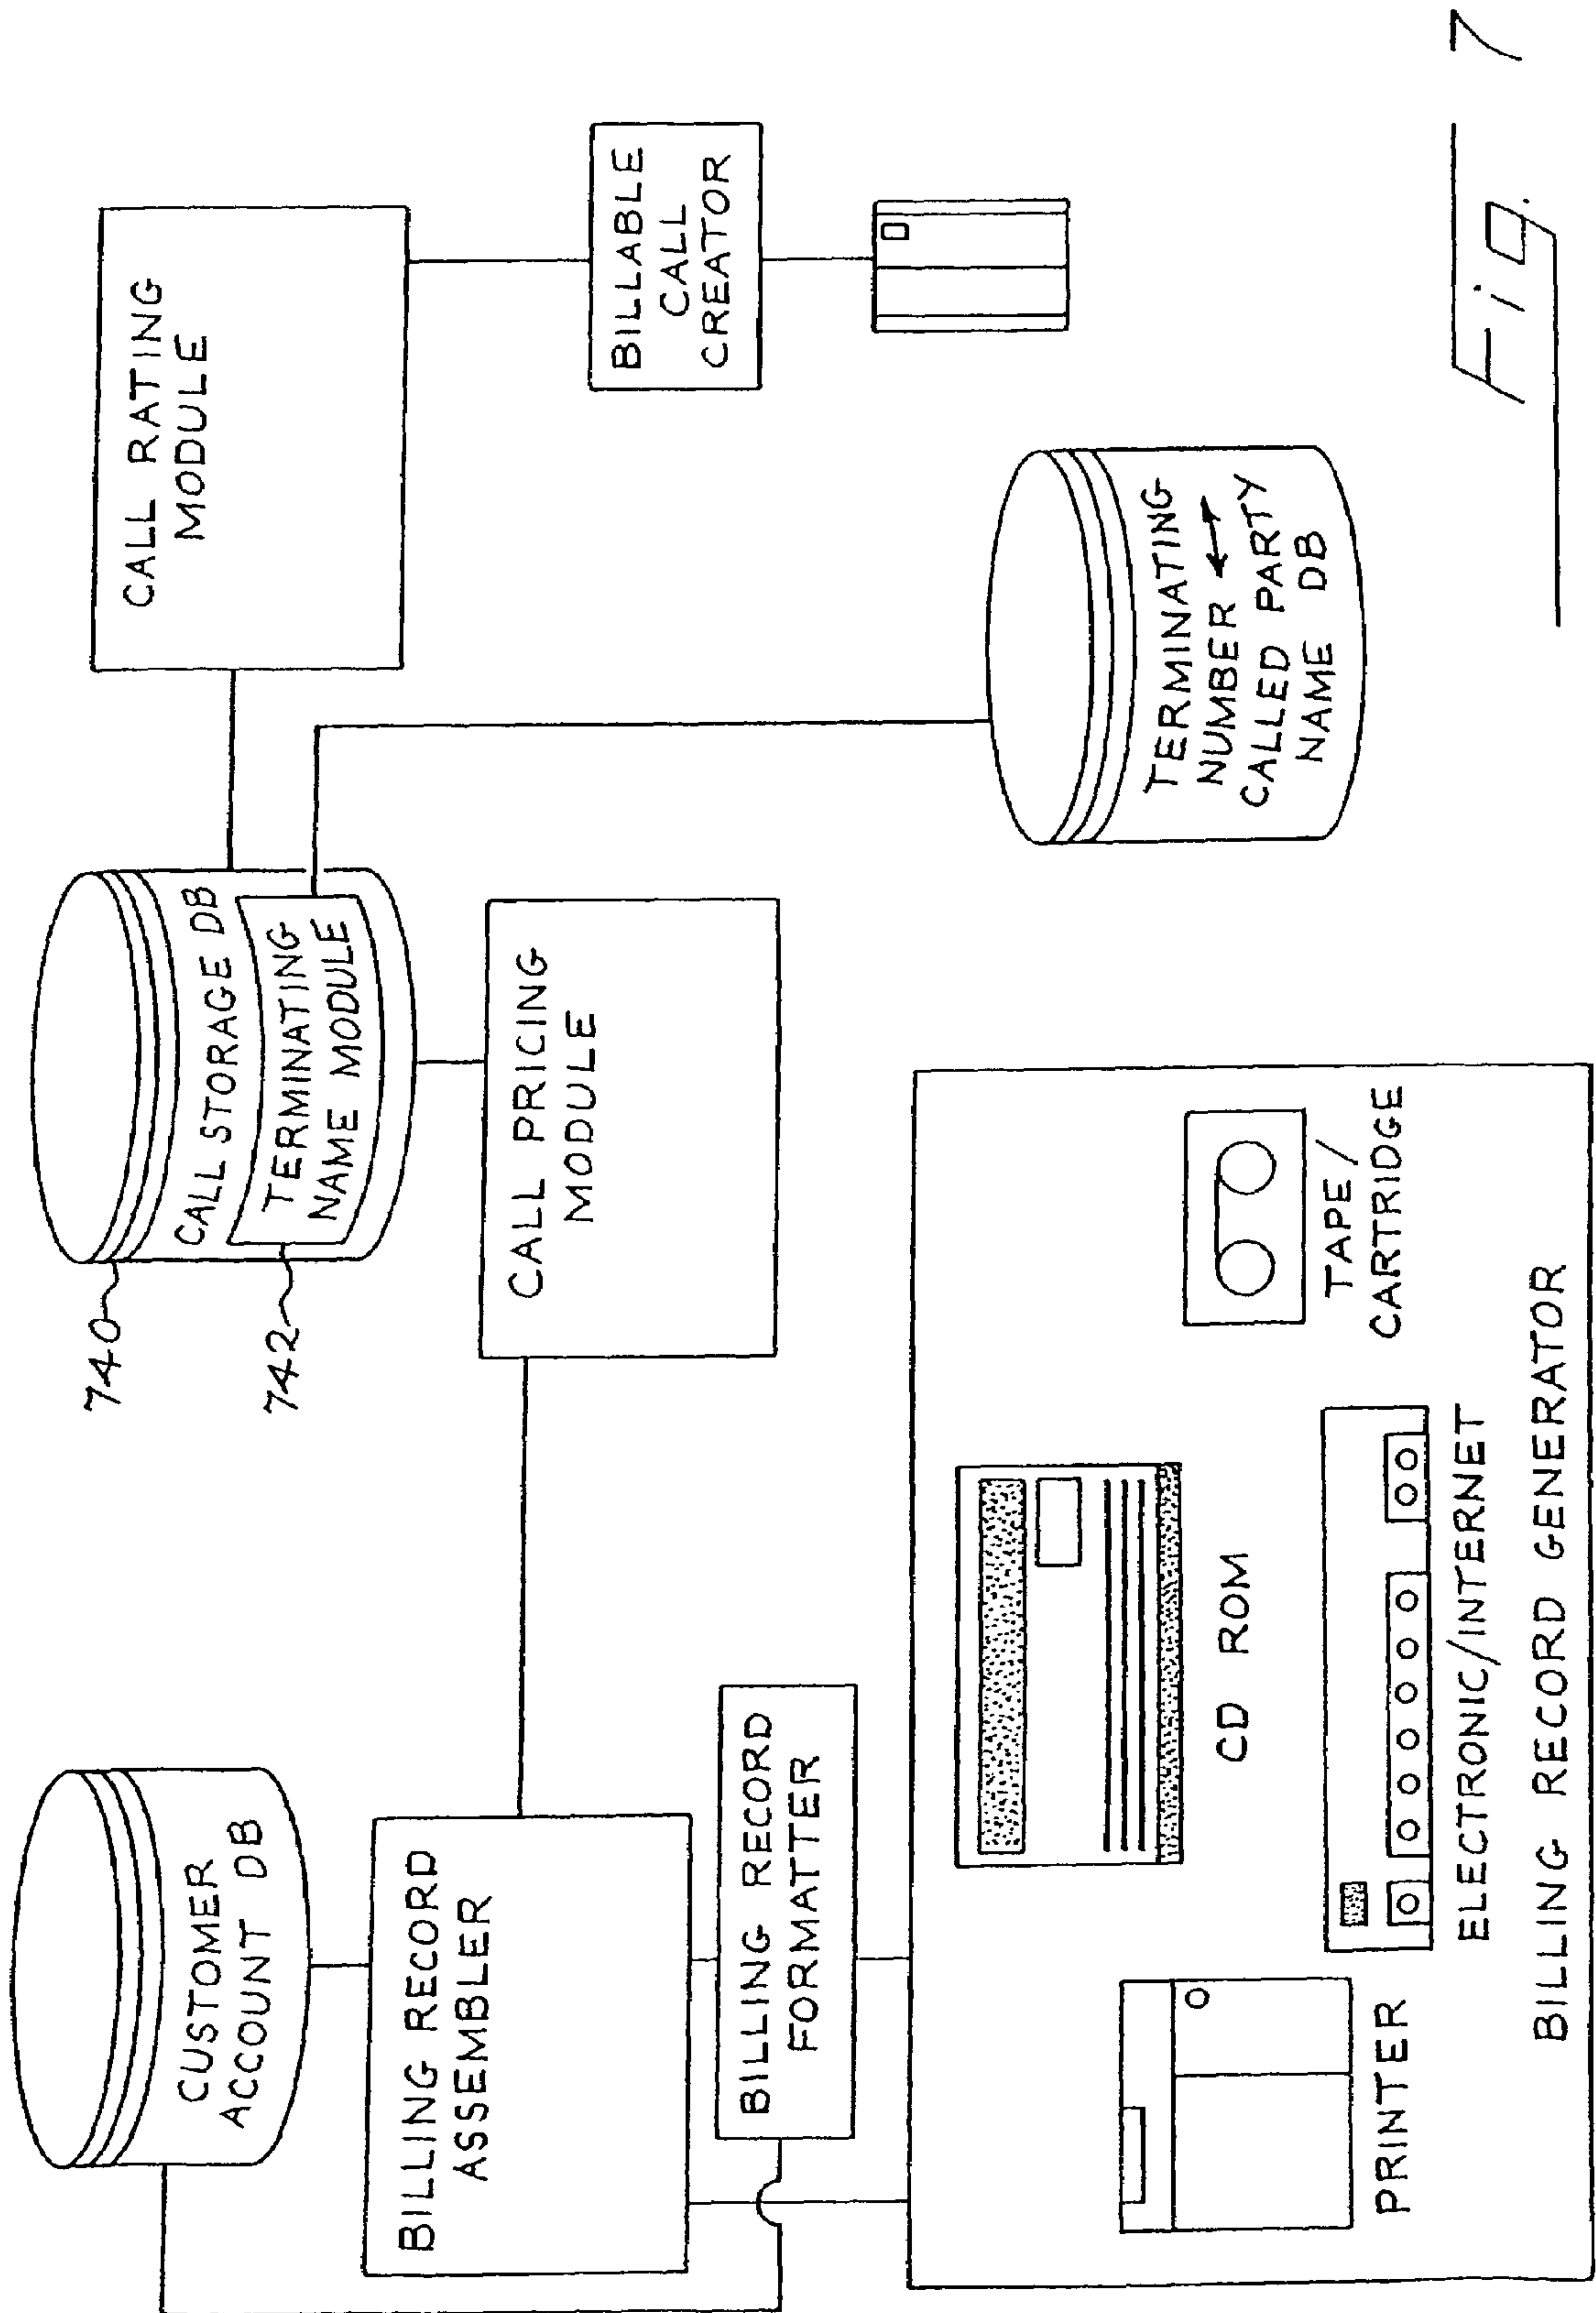 CUSTOMER
ACCOUNT DB
740
CALL STORAGE DB
742
TERMINATING
NAME MODULE
CALL RATING
MODULE
BILLING RECORD
ASSEMBLER
CALL PRICING
MODULE
BILLABLE
CALL
CREATOR
BILLING RECORD
FORMATTER
TERMINATING
NUMBER ↔
CALLED PARTY
NAME DB
CD ROM
TAPE/
CARTRIDGE
PRINTER
ELECTRONIC/INTERNET
BILLING RECORD GENERATOR
Fig. 7